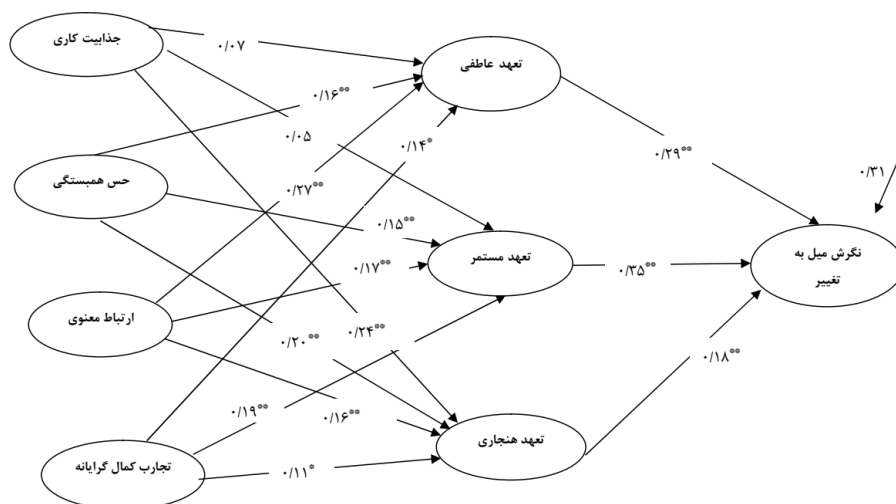 جذابیت کاری
۰/۰۷
تعهد عاطفی
۰/۱۶**
۰/۰۵
۰/۱۴*
۰/۲۹**
۰/۳۱
حس همبستگی
۰/۲۷**
۰/۱۵**
تعهد مستمر
۰/۱۷**
۰/۳۵**
نگرش میل به
تغییر
ارتباط معنوی
۰/۲۰**
۰/۲۴**
۰/۱۸**
۰/۱۹**
۰/۱۶**
تعهد هنجاری
تجارب کمال گرایانه
۰/۱۱*